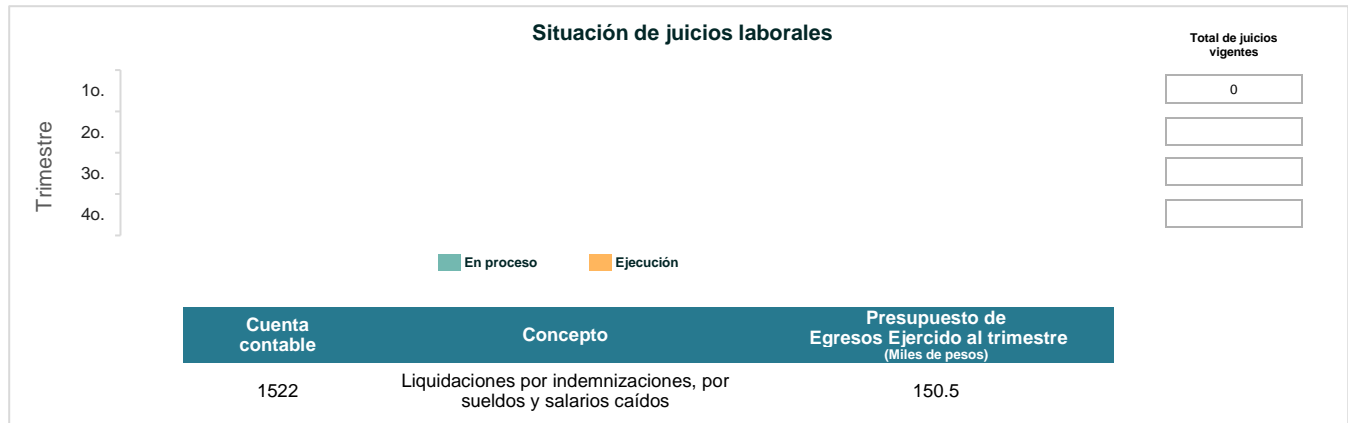 Situación de juicios laborales
Total de juicios
vigentes
Trimestre
1o.
0
2o.
3o.
4o.
En proceso
Ejecución
Cuenta
contable
Concepto
Presupuesto de
Egresos Ejercido al trimestre
(Miles de pesos)
1522
Liquidaciones por indemnizaciones, por
sueldos y salarios caídos
150.5